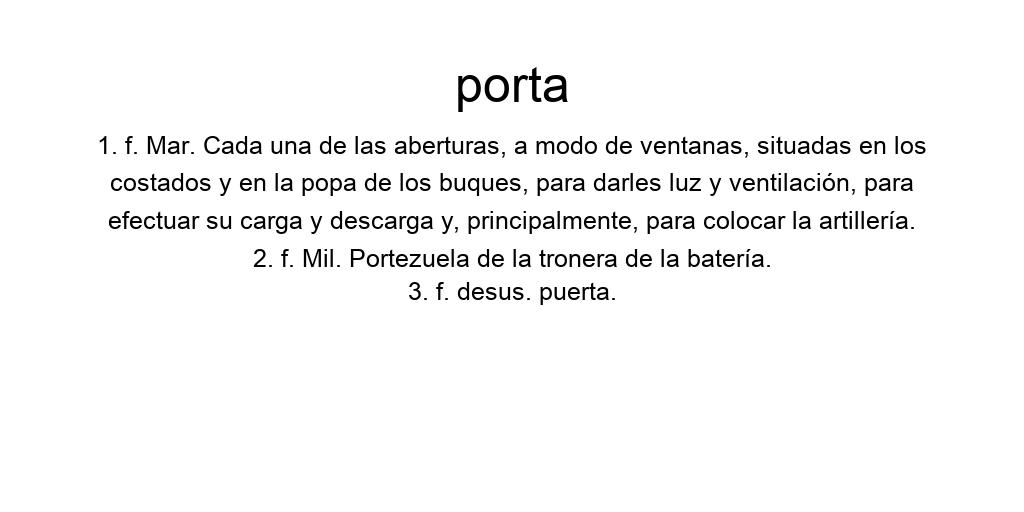 porta
1. f. Mar. Cada una de las aberturas, a modo de ventanas, situadas en los
costados y en la popa de los buques, para darles luz y ventilación, para
efectuar su carga y descarga y, principalmente, para colocar la artillería.
2. f. Mil. Portezuela de la tronera de la batería.
3. f. desus. puerta.